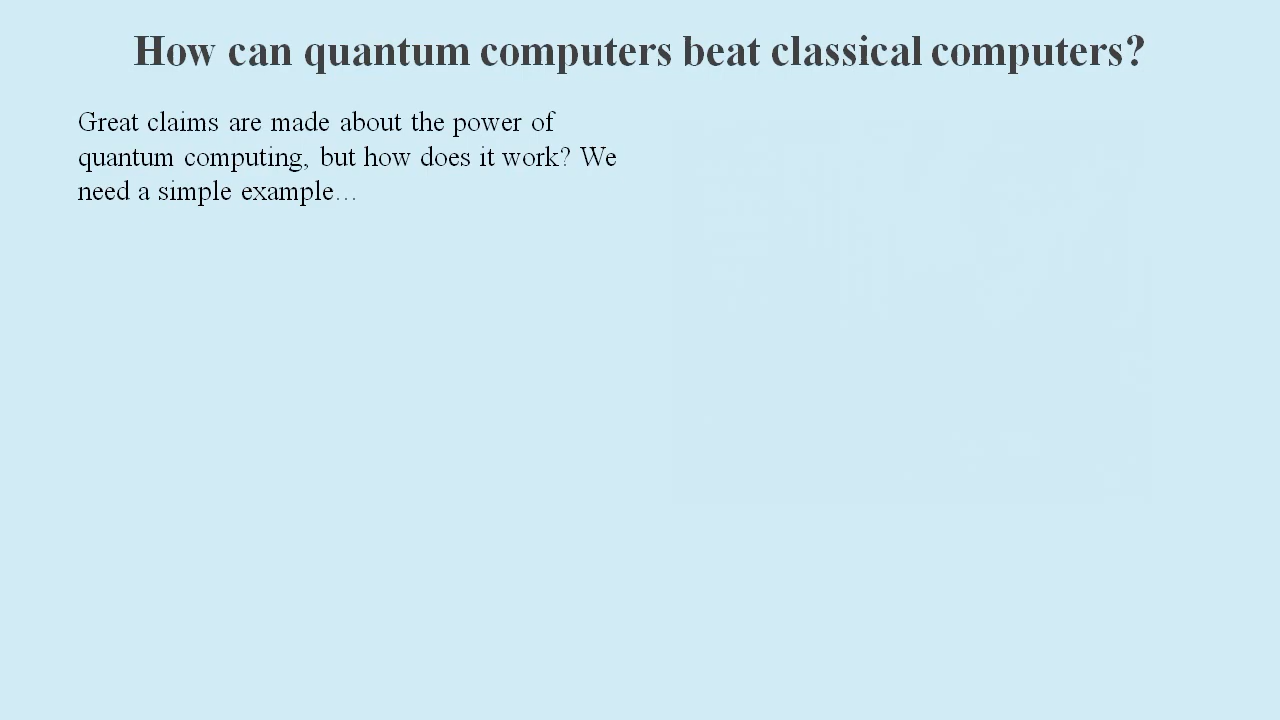 How can quantum computers beat classical computers?
Great claims are made about the power of
quantum computing, but how does it work? We
need a simple example…